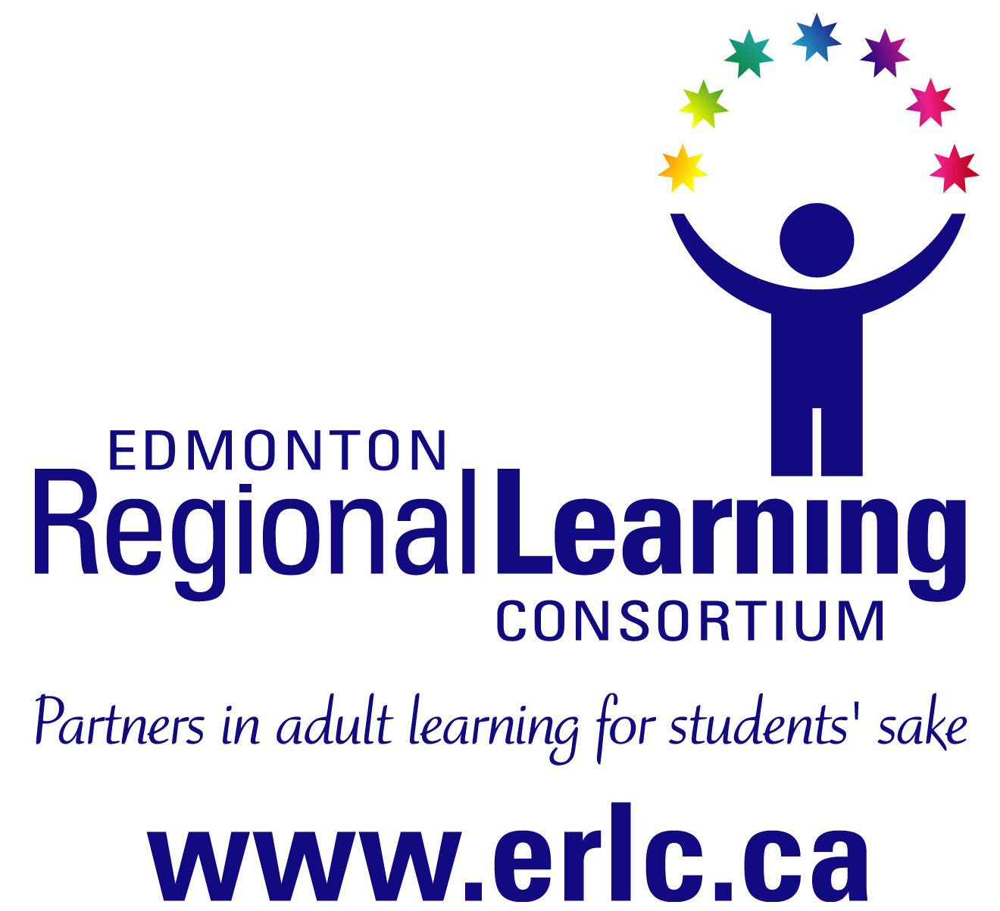 EDMONTON
Regional Learning
CONSORTIUM
Partners in adult learning for students' sake
www.erlc.ca